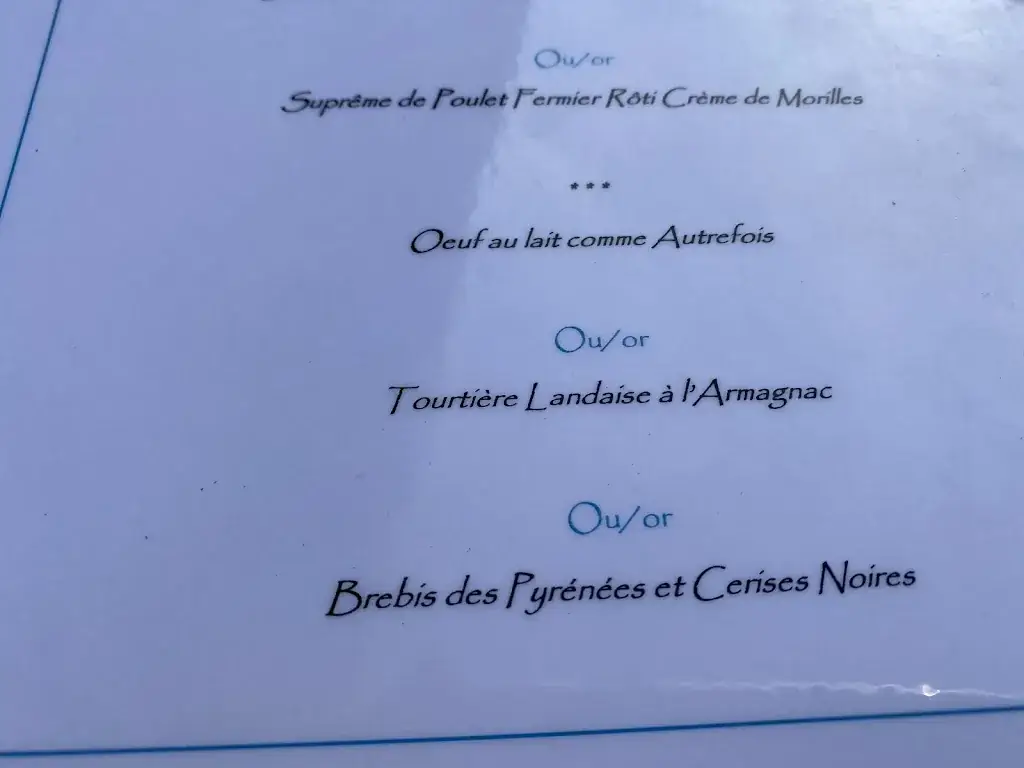 Ou/or
Suprême de Poulet Fermier Rôti Crème de Morilles
***
Oeuf au lait comme Autrefois
Ou/or
Tourtière Landaise à l'Armagnac
Ou/or
Brebis des Pyrénées et Cerises Noires